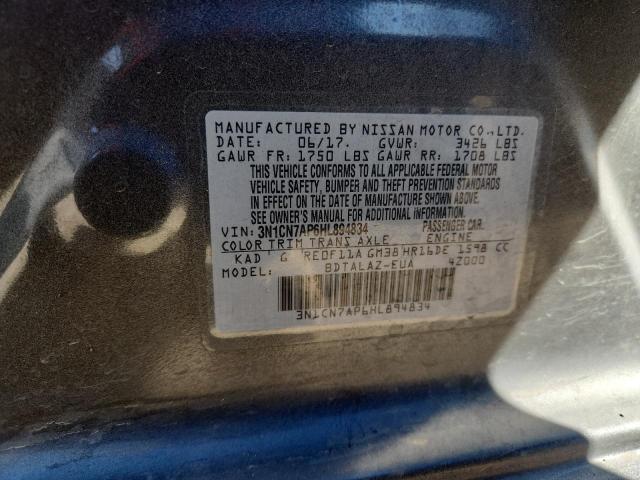 MANUFACTURED BY NISSAN MOTOR CO.,LTD.
DATE: 06/17. GVWR: 3426 LBS
GAWR FR: 1750 LBS GAWR RR: 1708 LBS
THIS VEHICLE CONFORMS TO ALL APPLICABLE FEDERAL MOTOR
VEHICLE SAFETY, BUMPER AND THEFT PREVENTION STANDARDS
IN EFFECT ON THE DATE OF MANUFACTURE SHOWN ABOVE.
SEE OWNER'S MANUAL FOR ADDITIONAL INFORMATION
VIN: 3N1CN7AP6HL894834 PASSENGER CAR.
COLOR TRIM TRANS AXLE ENGINE
KAD G RE0F11A GM38 HR16DE 1598 CC
MODEL: BDTALAZ-EUA 4Z000
3N1CN7AP6HL894834